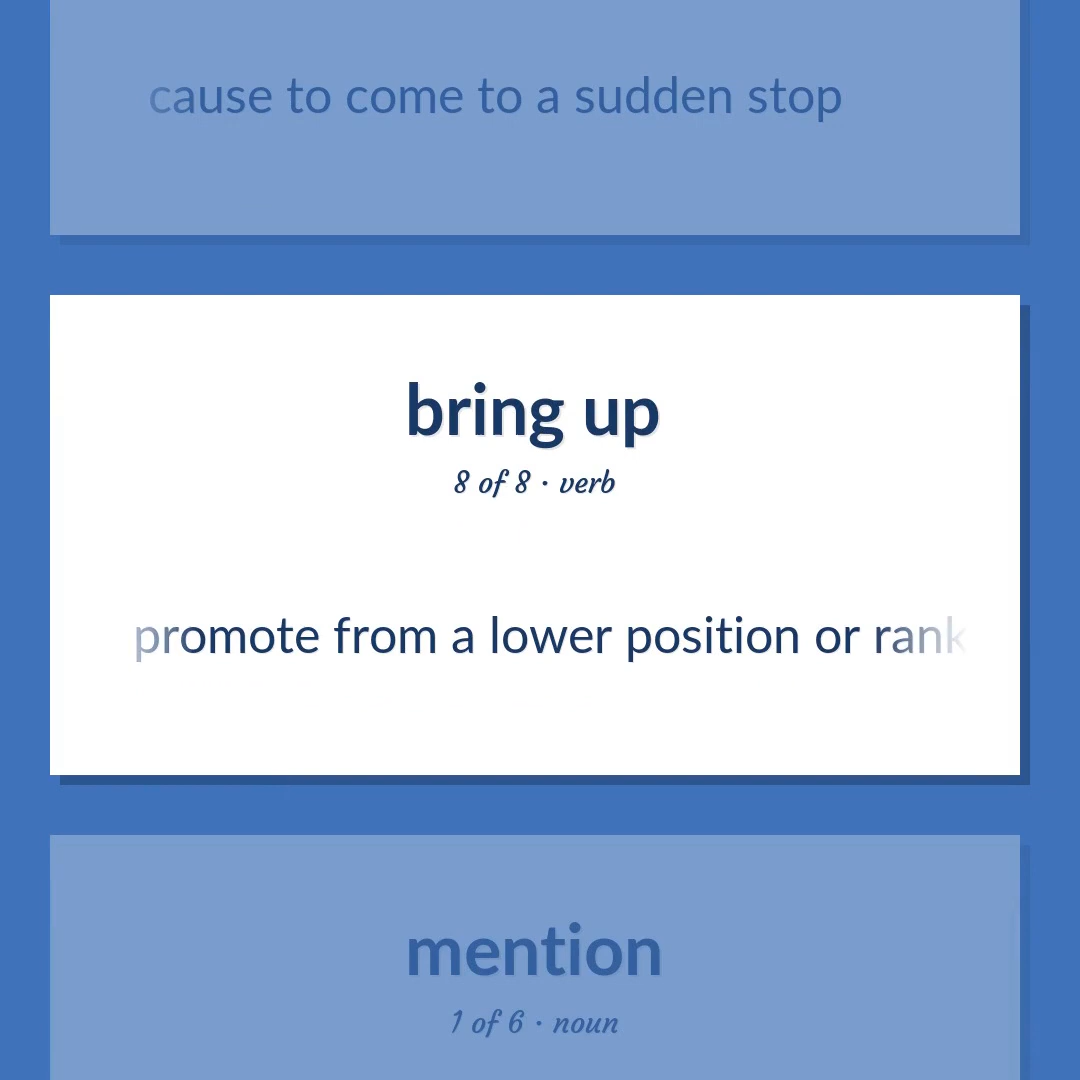 cause to come to a sudden stop
bring up
8 of 8 · verb
promote from a lower position or rank
mention
1 of 6 · noun